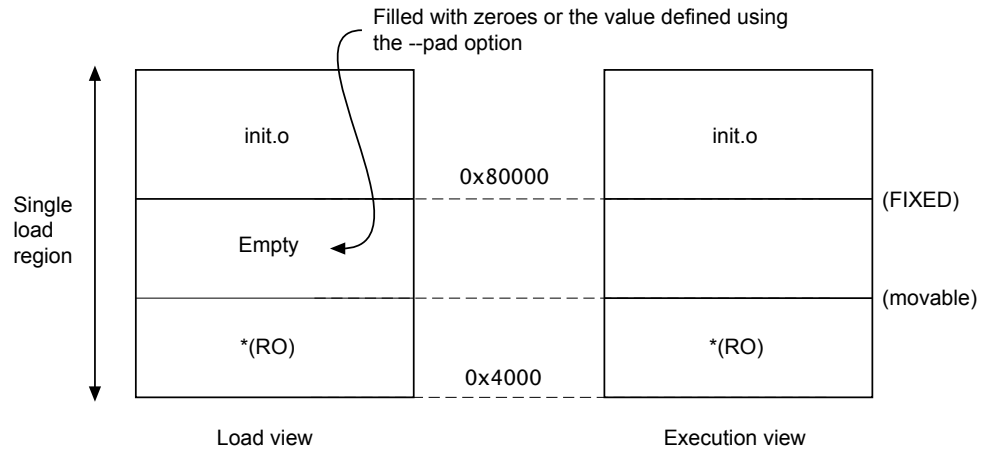 Filled with zeroes or the value defined using
the --pad option
init.o
init.o
0x80000
(FIXED)
Single
load
region
Empty
(movable)
*(RO)
*(RO)
0x4000
Load view
Execution view